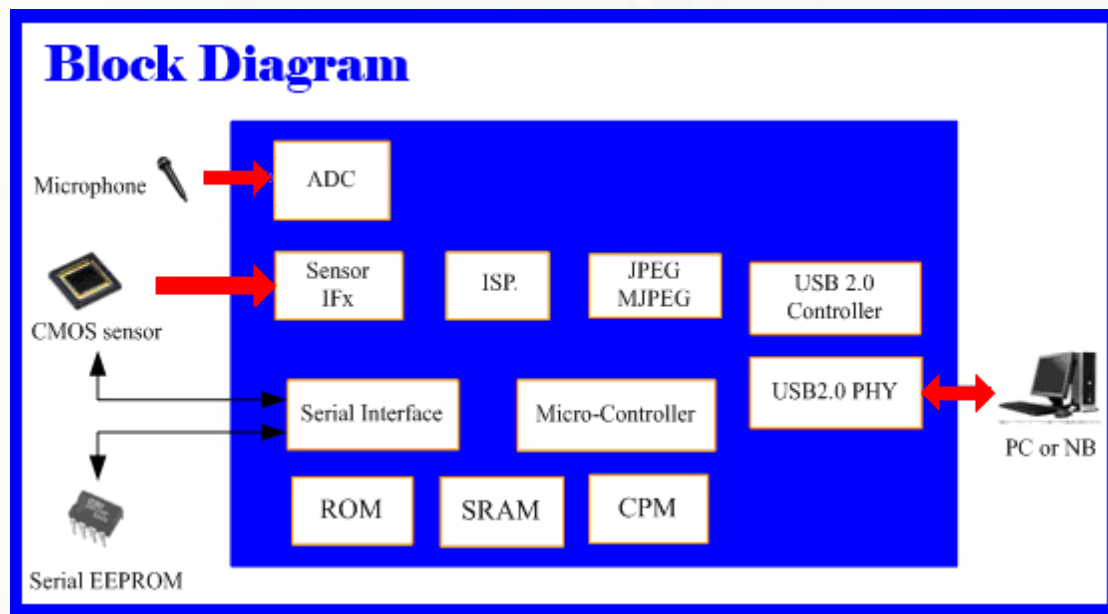 Block Diagram
Microphone
ADC
CMOS sensor
Sensor
IFx
ISP.
JPEG
MJPEG
USB 2.0
Controller
Serial Interface
Micro-Controller
USB2.0 PHY
PC or NB
ROM
SRAM
CPM
Serial EEPROM